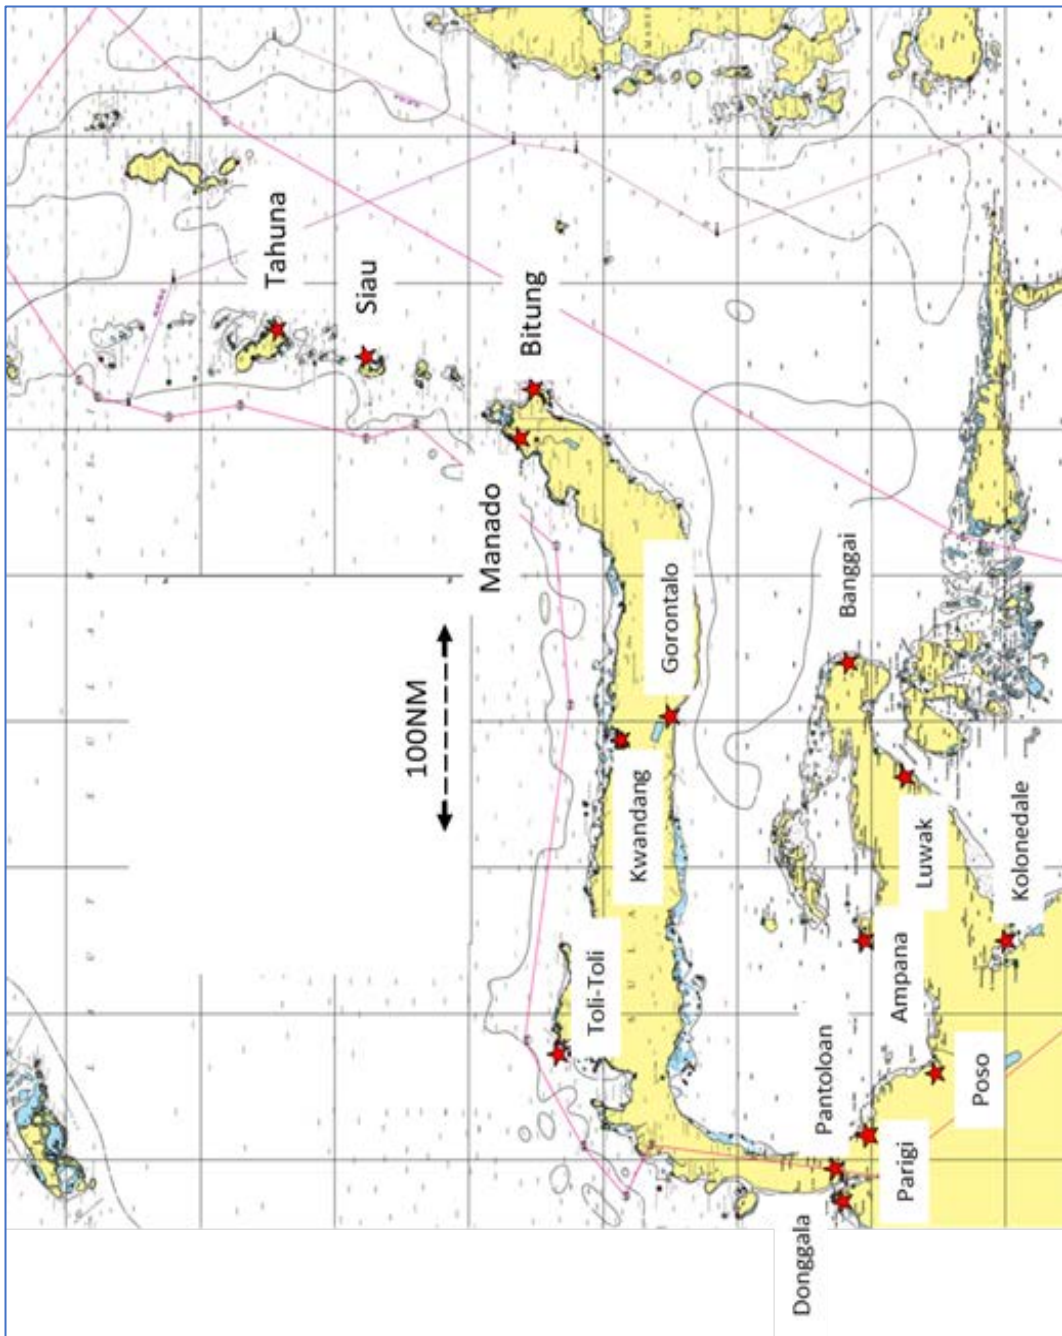 Tahuna
Siau
100NM
Manado
Bitung
Toli-Toli
Kwandang
Gorontalo
Donggala
Pantoloan
Banggai
Ampana
Parigi
Luwak
Poso
Kolonedale